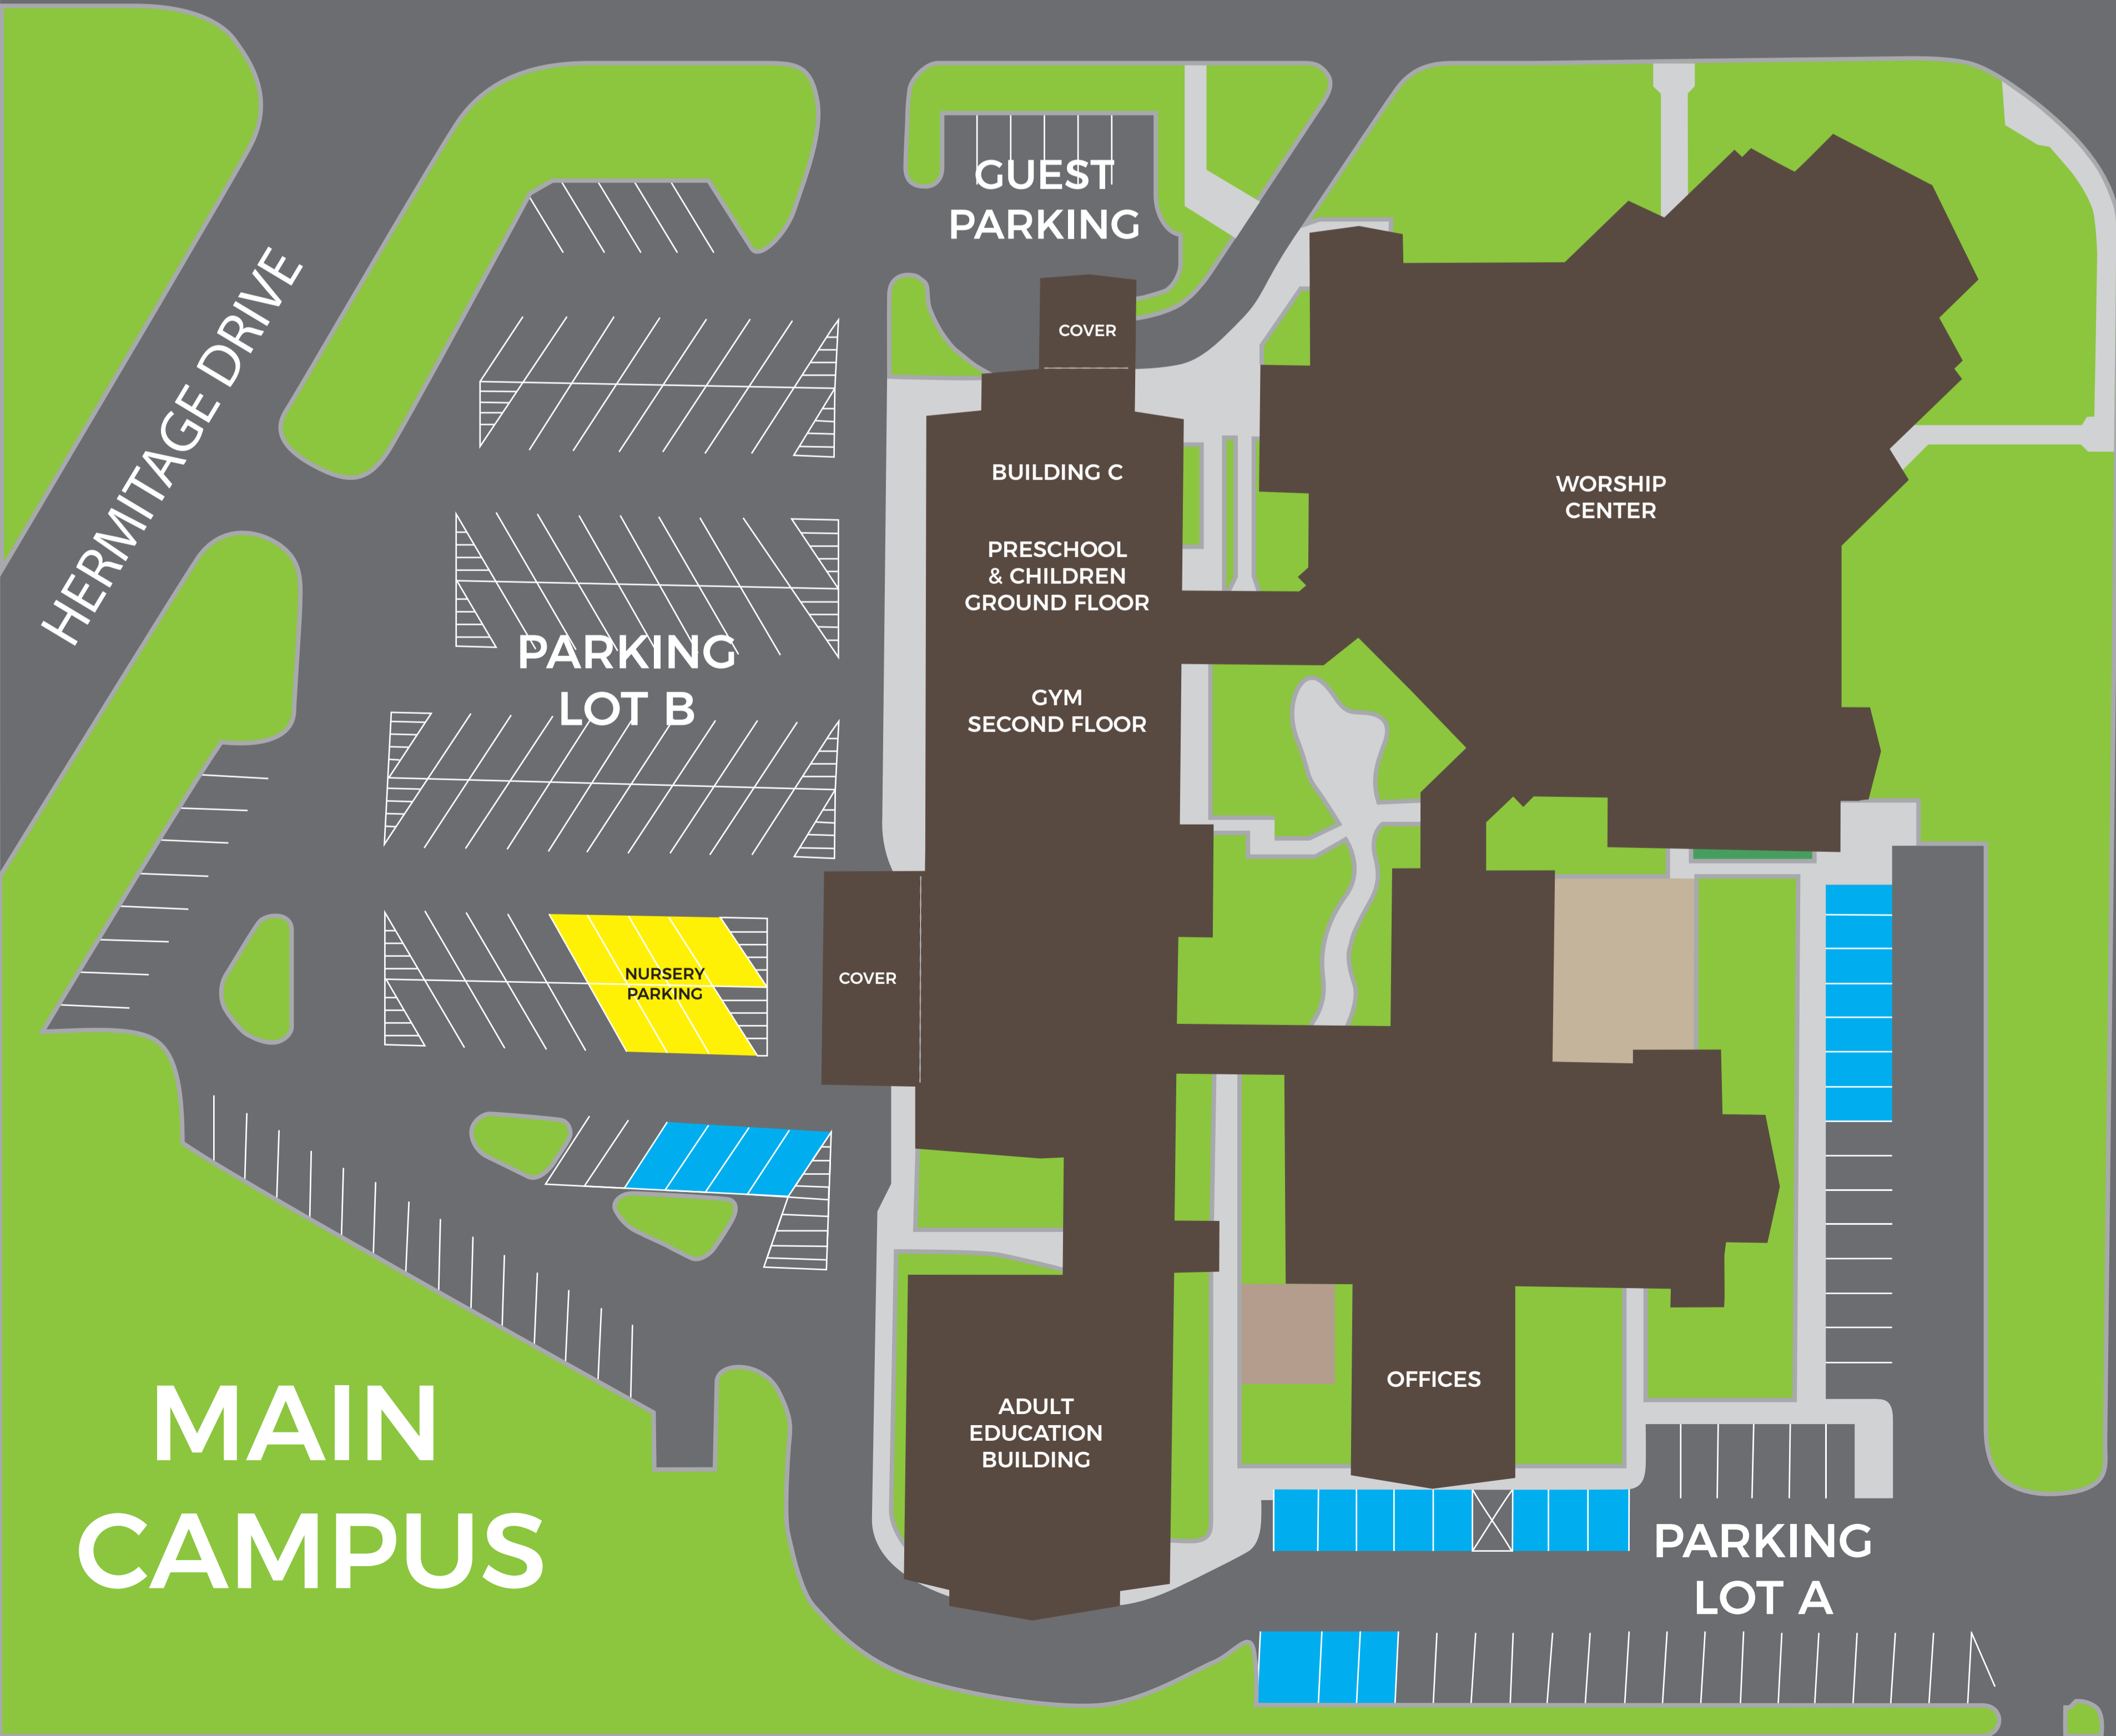 GUEST
PARKING
COVER
HERMITAGE DRIVE
BUILDING C
PRESCHOOL
& CHILDREN
GROUND FLOOR
GYM
SECOND FLOOR
WORSHIP
CENTER
PARKING
LOT B
NURSERY
PARKING
COVER
OFFICES
ADULT
EDUCATION
BUILDING
MAIN
CAMPUS
PARKING
LOT A